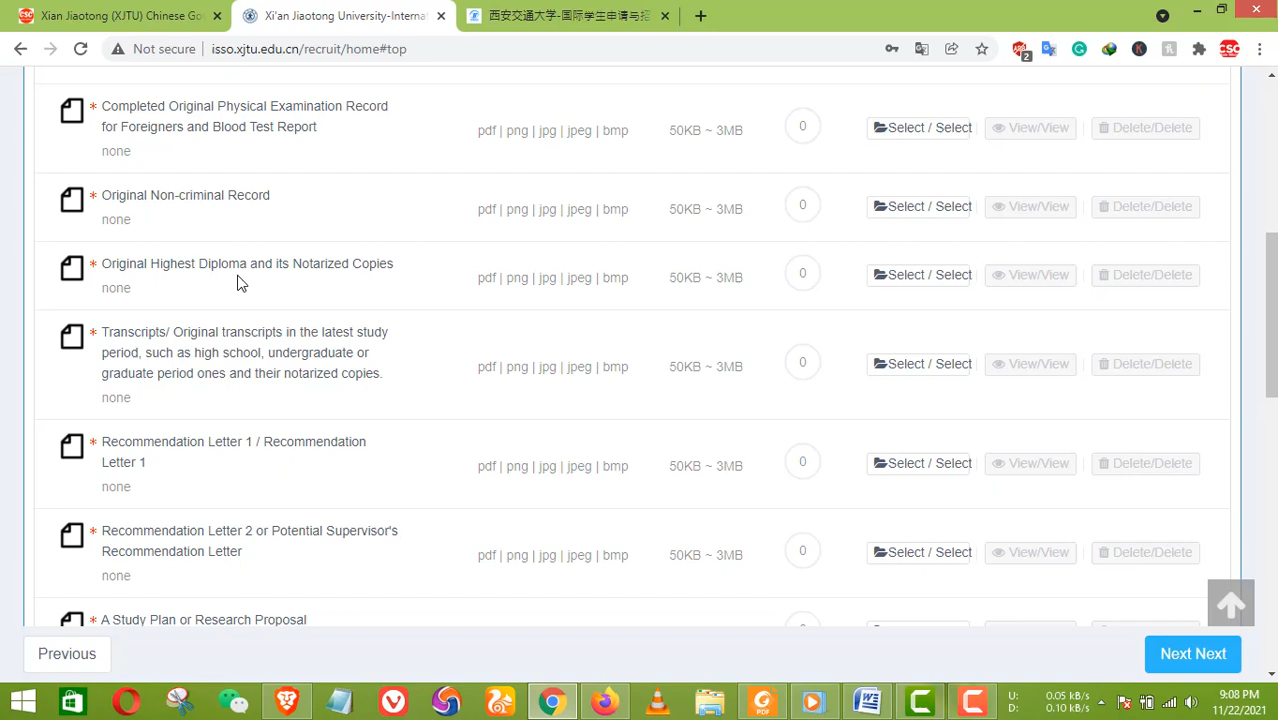 Xian Jiaotong (XJTU) Chinese Go
Xi'an Jiaotong University-Interna
西安交通大学-国际学生申请与招
Not secure isso.xjtu.edu.cn/recruit/home#top
2
* Completed Original Physical Examination Record
for Foreigners and Blood Test Report
none
pdf | png | jpg | jpeg | bmp
50KB ~ 3MB
0
Select / Select
View/View
Delete/Delete
* Original Non-criminal Record
none
pdf | png | jpg | jpeg | bmp
50KB ~ 3MB
0
Select / Select
View/View
Delete/Delete
* Original Highest Diploma and its Notarized Copies
none
pdf | png | jpg | jpeg | bmp
50KB ~ 3MB
0
Select / Select
View/View
Delete/Delete
* Transcripts/ Original transcripts in the latest study
period, such as high school, undergraduate or
graduate period ones and their notarized copies.
none
pdf | png | jpg | jpeg | bmp
50KB ~ 3MB
0
Select / Select
View/View
Delete/Delete
* Recommendation Letter 1 / Recommendation
Letter 1
none
pdf | png | jpg | jpeg | bmp
50KB ~ 3MB
0
Select / Select
View/View
Delete/Delete
* Recommendation Letter 2 or Potential Supervisor's
Recommendation Letter
none
pdf | png | jpg | jpeg | bmp
50KB ~ 3MB
0
Select / Select
View/View
Delete/Delete
* A Study Plan or Research Proposal
Previous
Next Next
U: 0.05 kB/s
D: 0.10 kB/s
9:08 PM
11/22/2021